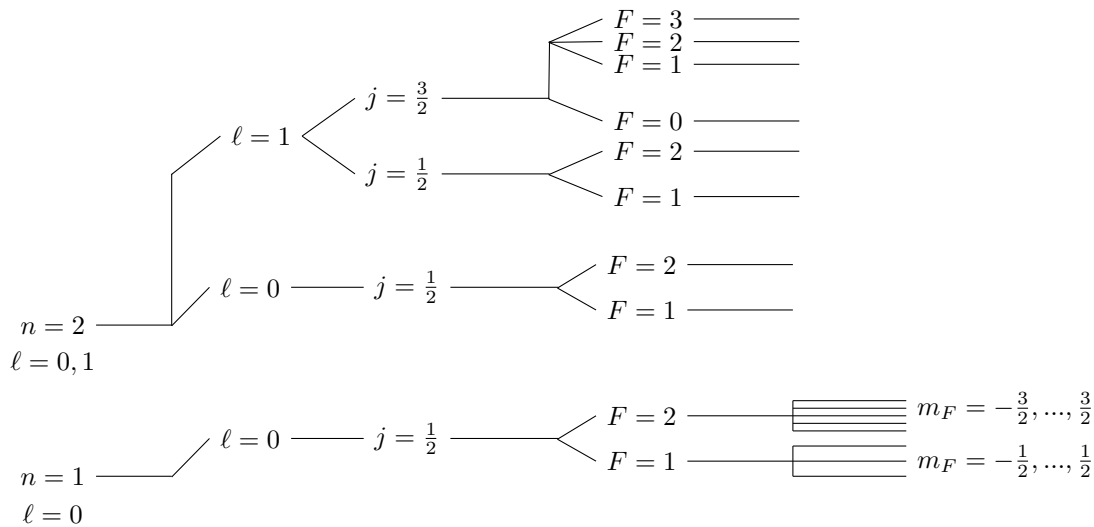 F = 3
F = 2
F = 1
j = 3/2
F = 0
ℓ = 1
F = 2
j = 1/2
F = 1
F = 2
ℓ = 0
j = 1/2
F = 1
n = 2
ℓ = 0, 1
F = 2
m_F = −3/2, ..., 3/2
ℓ = 0
j = 1/2
F = 1
m_F = −1/2, ..., 1/2
n = 1
ℓ = 0